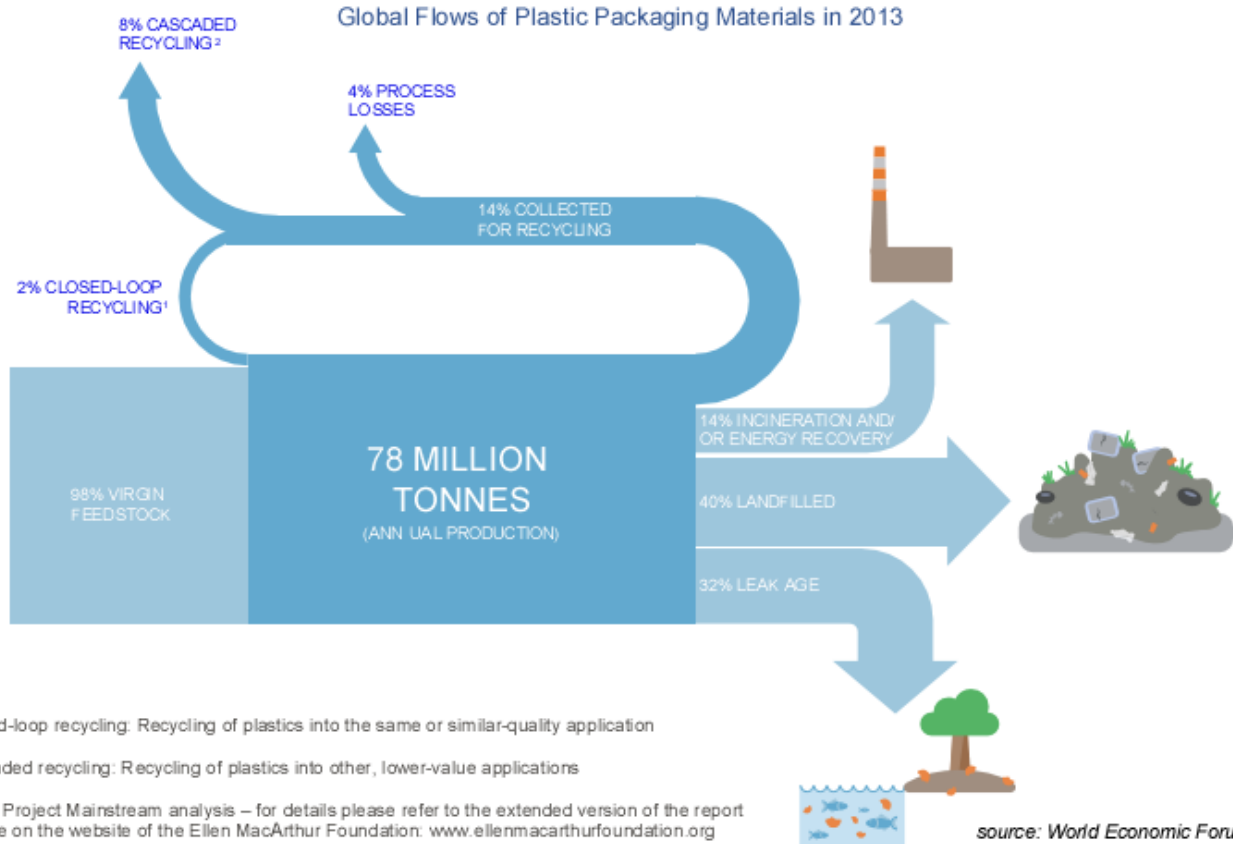 Global Flows of Plastic Packaging Materials in 2013
8% CASCADED
RECYCLING²
4% PROCESS
LOSSES
14% COLLECTED
FOR RECYCLING
2% CLOSED-LOOP
RECYCLING¹
98% VIRGIN
FEEDSTOCK
78 MILLION
TONNES
(ANN UAL PRODUCTION)
14% INCINERATION AND/
OR ENERGY RECOVERY
40% LANDFILLED
32% LEAK AGE
d-loop recycling: Recycling of plastics into the same or similar-quality application
ded recycling: Recycling of plastics into other, lower-value applications
Project Mainstream analysis – for details please refer to the extended version of the report
e on the website of the Ellen MacArthur Foundation: www.ellenmacarthurfoundation.org
source: World Economic Foru